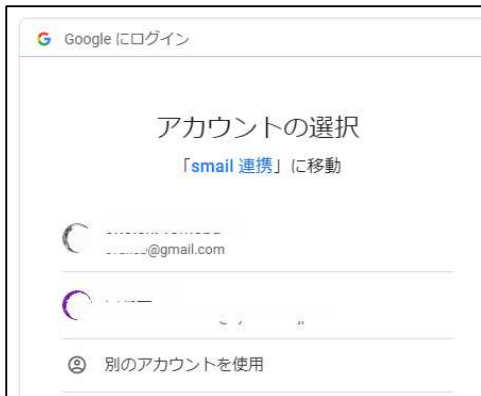 Google にログイン
アカウントの選択
「smail 連携」に移動
@gmail.com
別のアカウントを使用